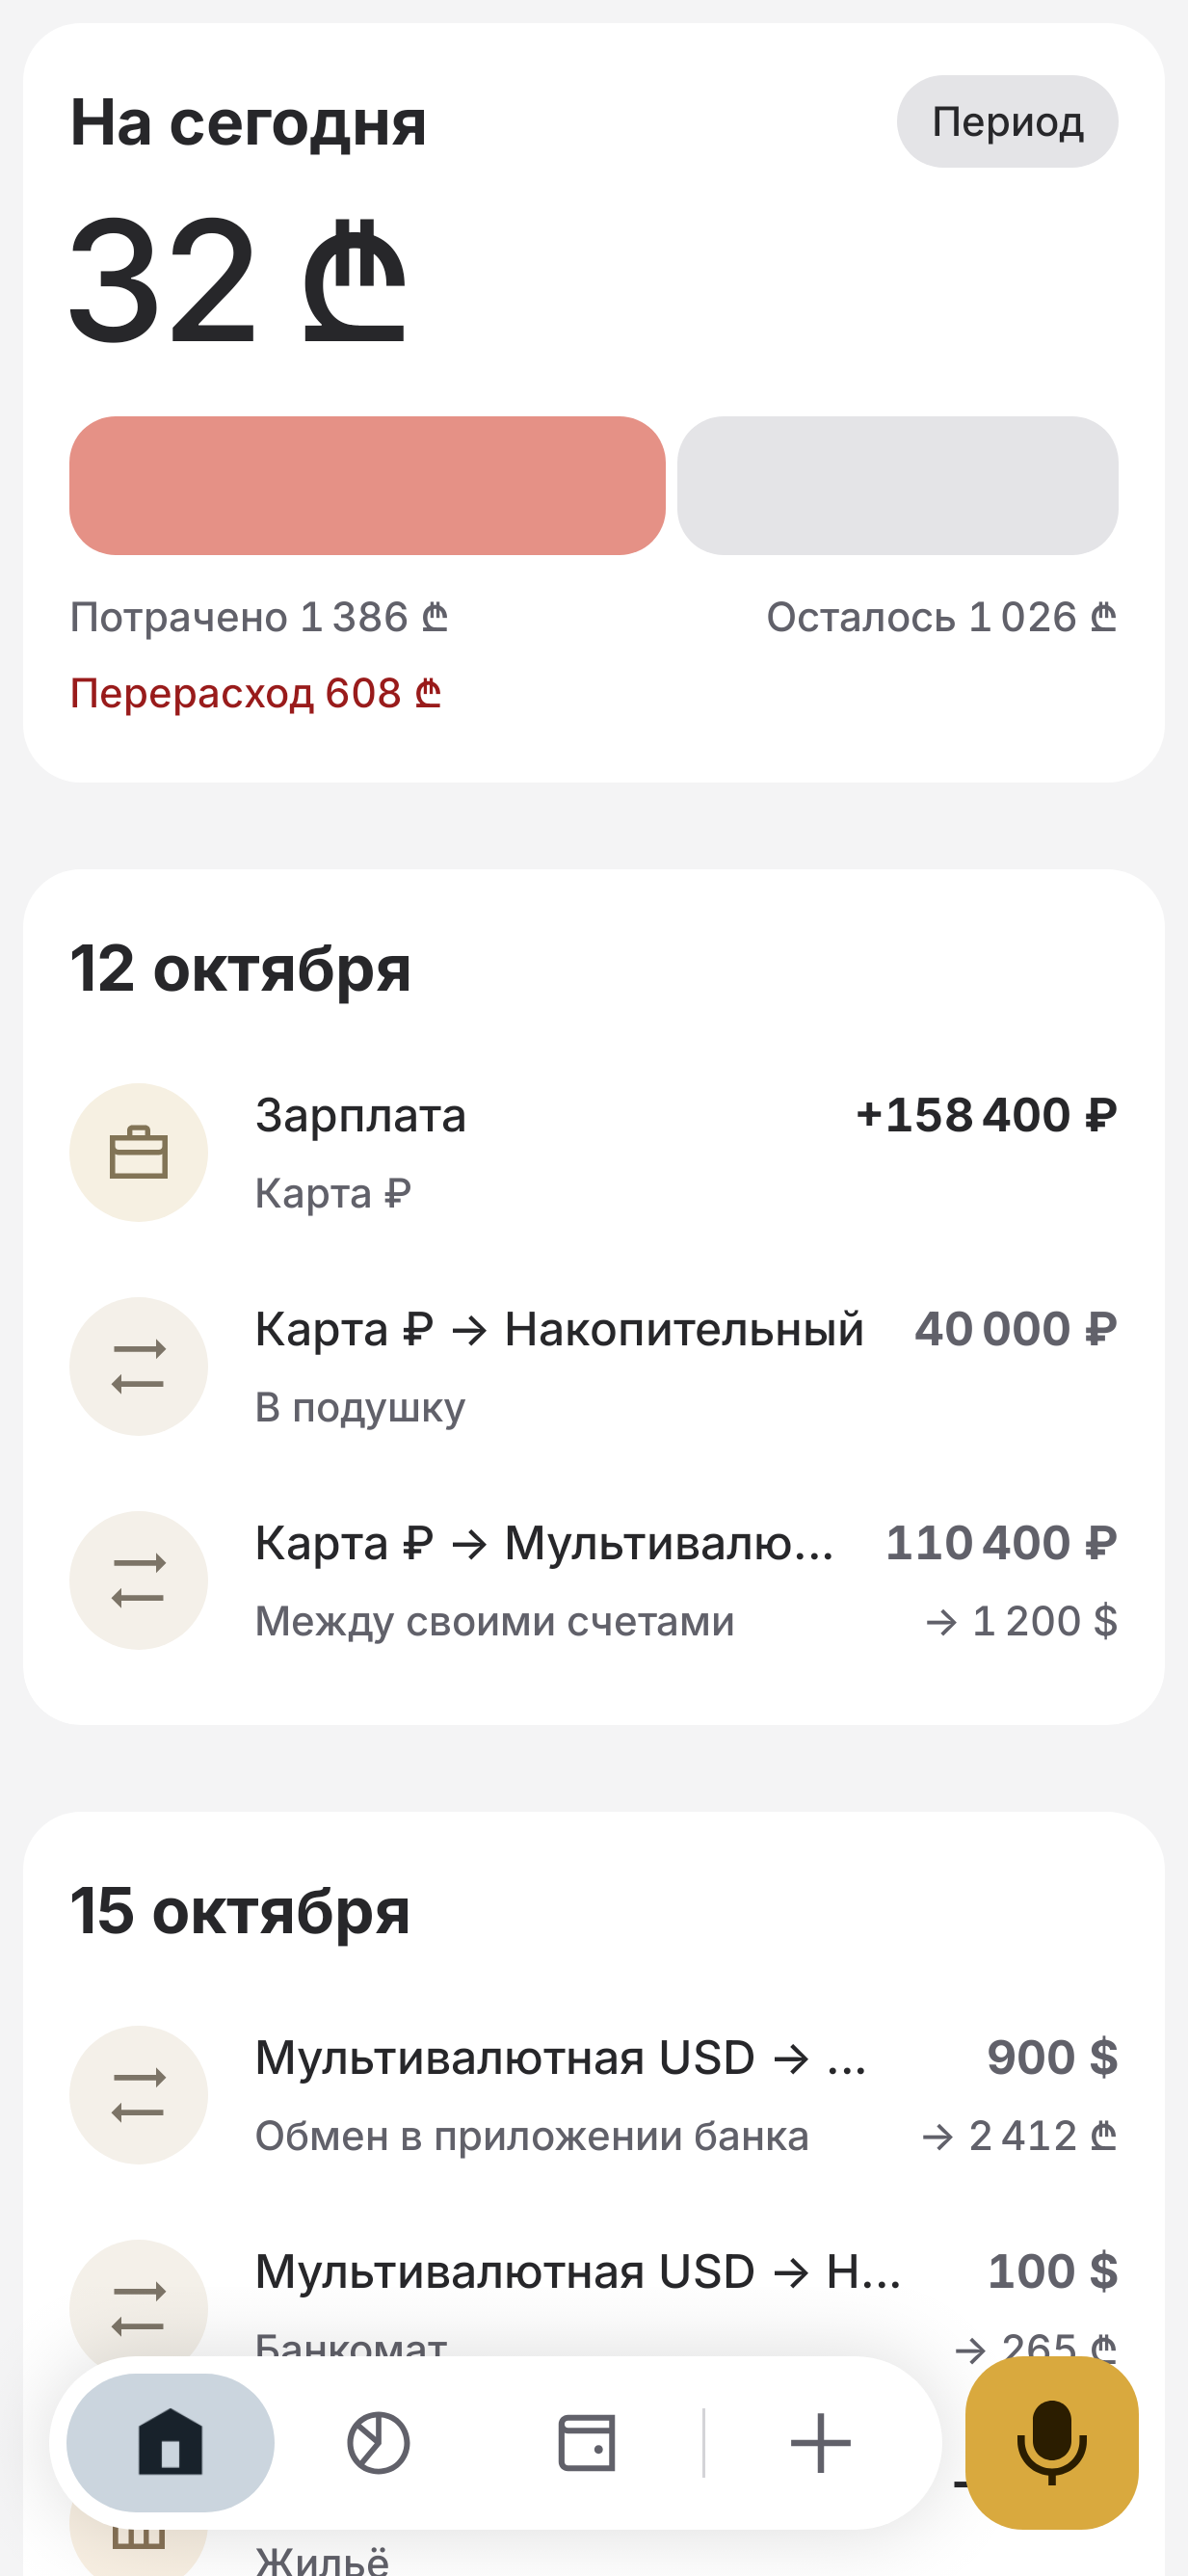 На сегодня
Период
32 ₾
Потрачено 1 386 ₾
Осталось 1 026 ₾
Перерасход 608 ₾
12 октября
Зарплата
+158 400 ₽
Карта ₽
Карта ₽ → Накопительный
40 000 ₽
В подушку
Карта ₽ → Мультивалю...
110 400 ₽
Между своими счетами
→ 1 200 $
15 октября
Мультивалютная USD → ...
900 $
Обмен в приложении банка
→ 2 412 ₾
Мультивалютная USD → Н...
100 $
Банкомат
→ 265 ₾
Жильё